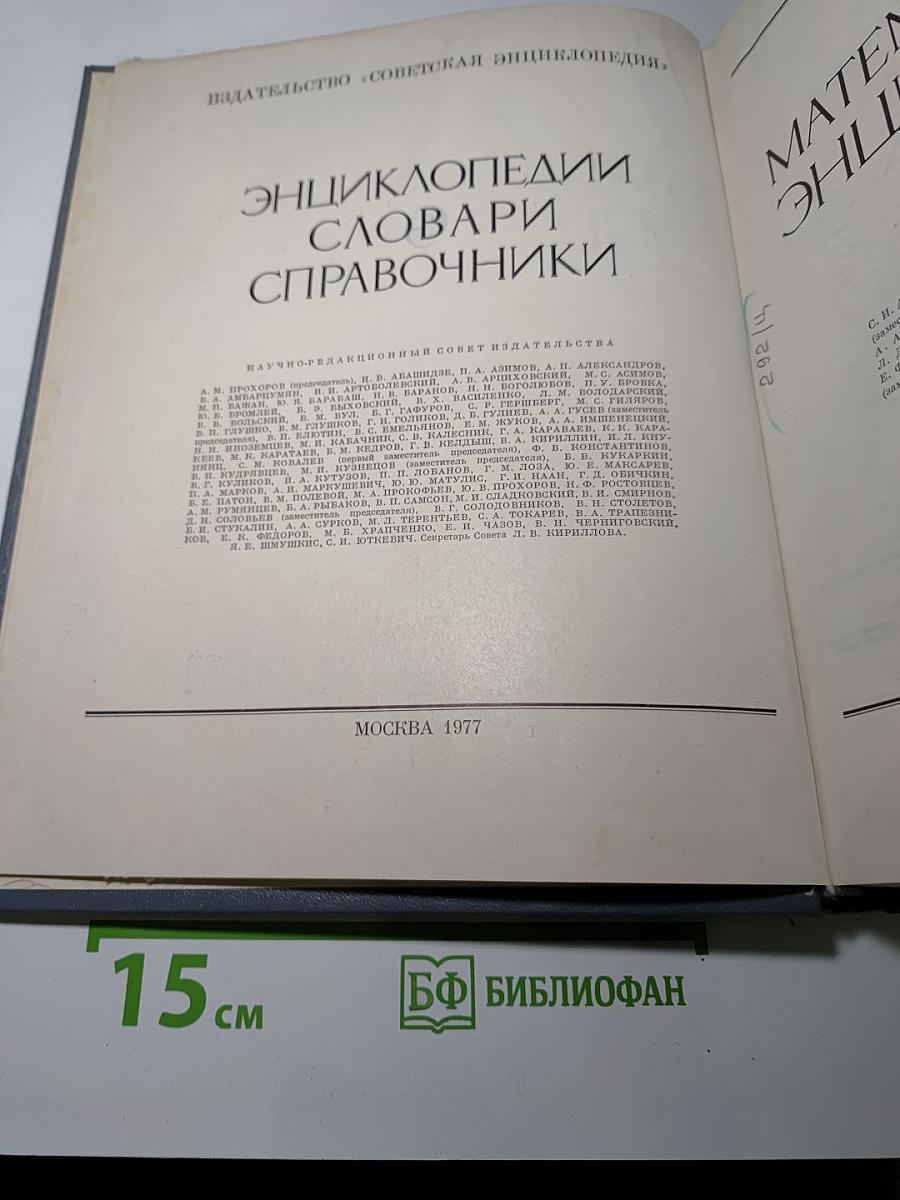 ИЗДАТЕЛЬСТВО «СОВЕТСКАЯ ЭНЦИКЛОПЕДИЯ»
ЭНЦИКЛОПЕДИИ
СЛОВАРИ
СПРАВОЧНИКИ
НАУЧНО-РЕДАКЦИОННЫЙ СОВЕТ ИЗДАТЕЛЬСТВА
А. М. ПРОХОРОВ (председатель), И. В. АБАШИДЗЕ, П. А. АЗИМОВ, А. П. АЛЕКСАНДРОВ,
В. А. АМБАРЦУМЯН, И. И. АРТОБОЛЕВСКИЙ, А. В. АРЦИХОВСКИЙ, М. С. АСИМОВ,
М. П. БАЖАН, Ю. Я. БАРАБАШ, Н. В. БАРАНОВ, Н. Н. БОГОЛЮБОВ, П. У. БРОВКА,
Ю. В. БРОМЛЕЙ, Б. Э. БЫХОВСКИЙ, В. Х. ВАСИЛЕНКО, Л. М. ВОЛОДАРСКИЙ,
В. В. ВОЛЬСКИЙ, Б. М. ВУЛ, Б. Г. ГАФУРОВ, С. Р. ГЕРШБЕРГ, М. С. ГИЛЯРОВ,
В. П. ГЛУШКО, В. М. ГЛУШКОВ, Г. Н. ГОЛИКОВ, Д. Б. ГУЛИЕВ, А. А. ГУСЕВ (заместитель
председателя), В. П. ЕЛЮТИН, В. С. ЕМЕЛЬЯНОВ, Е. М. ЖУКОВ, А. А. ИМШЕНЕЦКИЙ,
Н. Н. ИНОЗЕМЦЕВ, М. И. КАБАЧНИК, С. В. КАЛЕСНИК, Г. А. КАРАВАЕВ, К. К. КАРА-
КЕЕВ, М. К. КАРАТАЕВ, Б. М. КЕДРОВ, Г. В. КЕЛДЫШ, В. А. КИРИЛЛИН, И. Л. КНУ-
НЯНЦ, С. М. КОВАЛЕВ (первый заместитель председателя), Ф. В. КОНСТАНТИНОВ,
В. Н. КУДРЯВЦЕВ, М. И. КУЗНЕЦОВ (заместитель председателя), Б. В. КУКАРКИН,
В. Г. КУЛИКОВ, И. А. КУТУЗОВ, П. П. ЛОБАНОВ, Г. М. ЛОЗА, Ю. Е. МАКСАРЕВ,
П. А. МАРКОВ, А. И. МАРКУШЕВИЧ, Ю. Ю. МАТУЛИС, Г. И. НААН, Г. Д. ОБИЧКИН,
Б. Е. ПАТОН, В. М. ПОЛЕВОЙ, М. А. ПРОКОФЬЕВ, Ю. В. ПРОХОРОВ, Н. Ф. РОСТОВЦЕВ,
А. М. РУМЯНЦЕВ, Б. А. РЫБАКОВ, В. П. САМСОН, М. И. СЛАДКОВСКИЙ, В. И. СМИРНОВ,
Д. Н. СОЛОВЬЕВ (заместитель председателя), В. Г. СОЛОДОВНИКОВ, В. Н. СТОЛЕТОВ,
Б. И. СТУКАЛИН, А. А. СУРКОВ, М. Л. ТЕРЕНТЬЕВ, С. А. ТОКАРЕВ, В. А. ТРАПЕЗНИ-
КОВ, Е. К. ФЕДОРОВ, М. Б. ХРАПЧЕНКО, Е. И. ЧАЗОВ, В. Н. ЧЕРНИГОВСКИЙ,
Я. Е. ШМУШКИС, С. И. ЮТКЕВИЧ. Секретарь Совета Л. В. КИРИЛЛОВА.
МОСКВА 1977
МАТЕМ
ЭНЦ
С. И.
А. А
Л. Д
Е. Ф
15 см
БФ БИБЛИОФАН